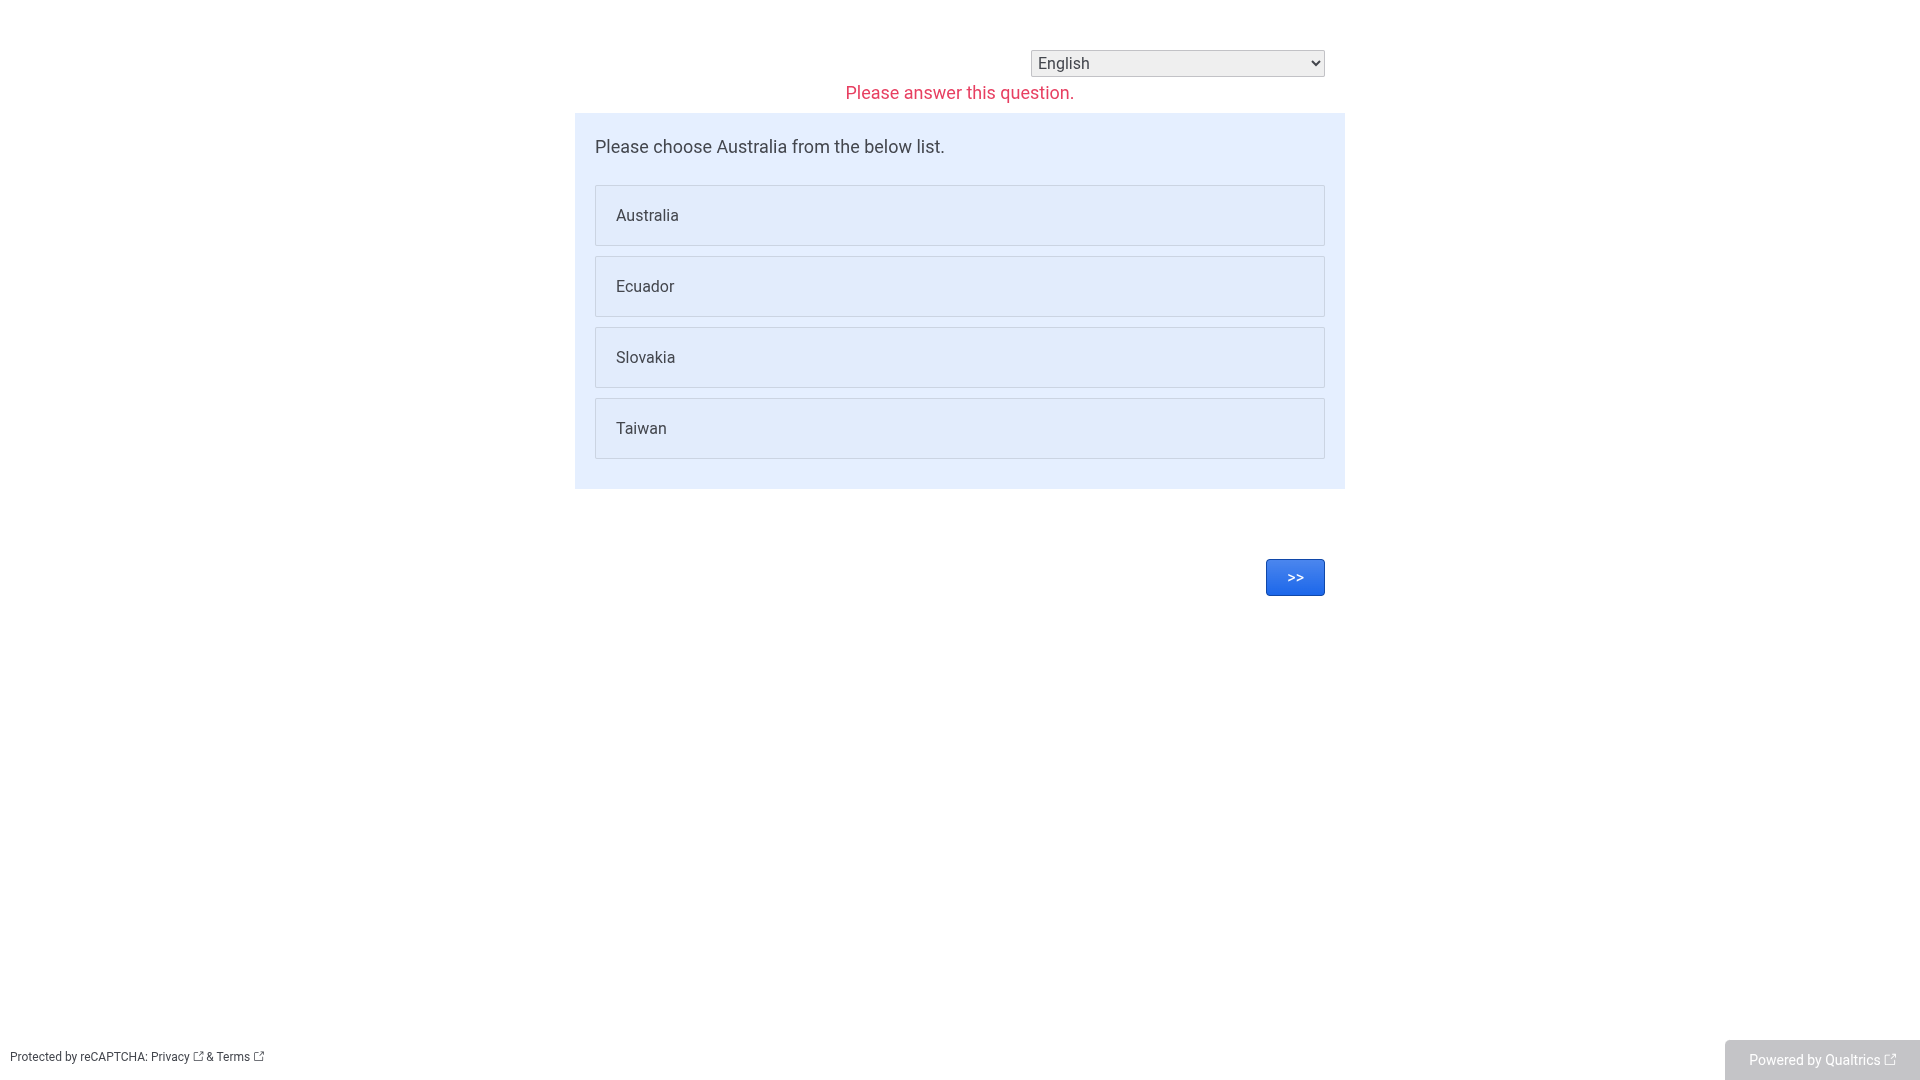 English
Please answer this question.
Please choose Australia from the below list.
Australia
Ecuador
Slovakia
Taiwan
>>
Protected by reCAPTCHA: Privacy & Terms
Powered by Qualtrics